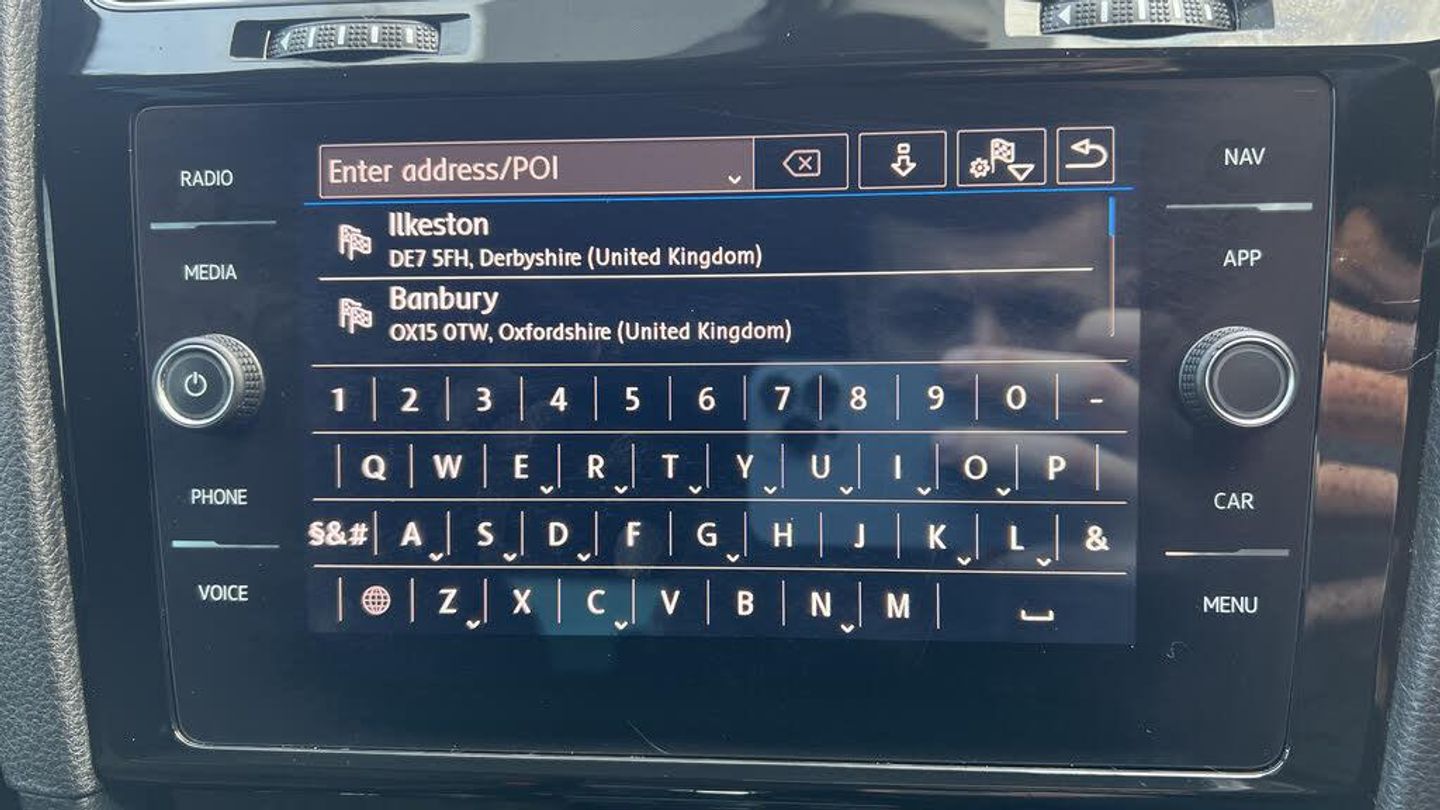 RADIO
MEDIA
PHONE
VOICE
Enter address/POI
Ilkeston
DE7 5FH, Derbyshire (United Kingdom)
Banbury
OX15 0TW, Oxfordshire (United Kingdom)
1 2 3 4 5 6 7 8 9 0 -
Q W E R T Y U I O P
§&# A S D F G H J K L &
Z X C V B N M
NAV
APP
CAR
MENU